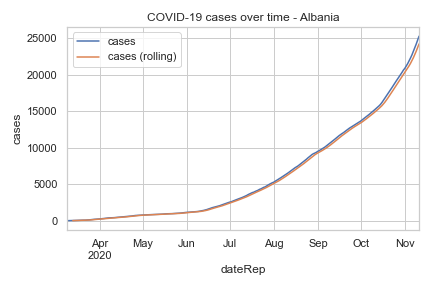 COVID-19 cases over time - Albania
cases
cases (rolling)
25000
20000
15000
10000
5000
0
cases
Apr May Jun Jul Aug Sep Oct Nov
2020
dateRep